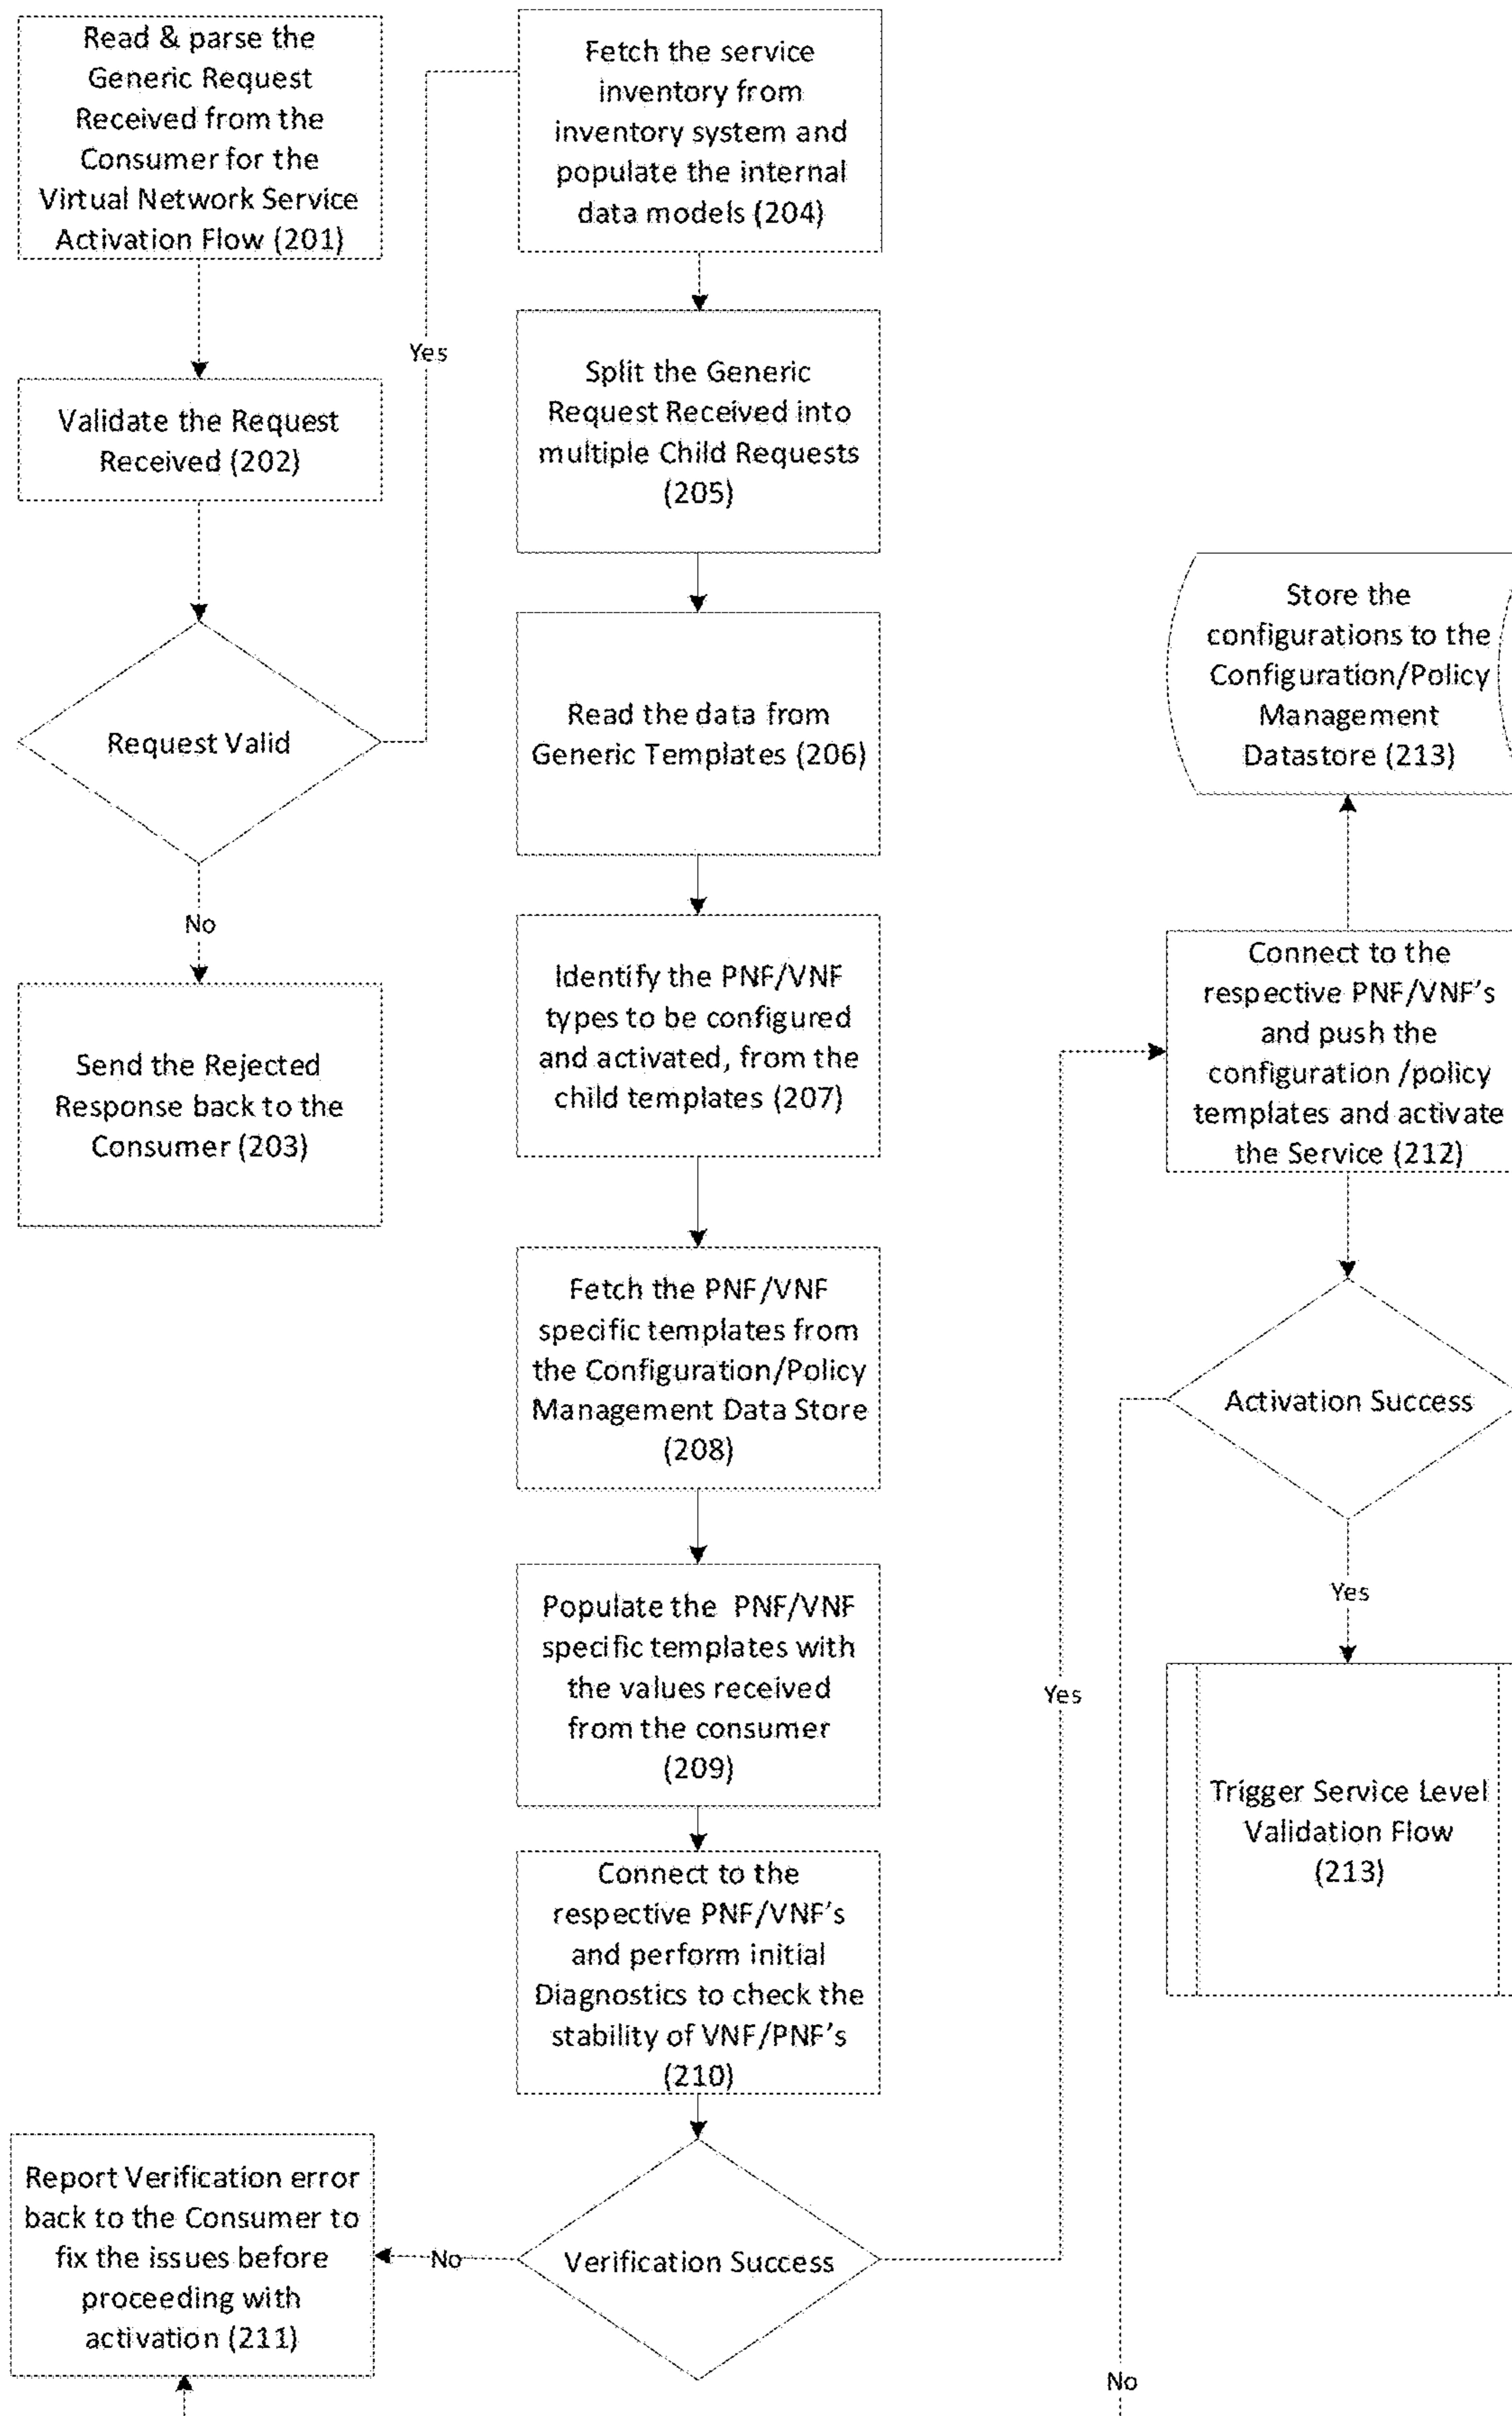 Read & parse the
Generic Request
Received from the
Consumer for the
Virtual Network Service
Activation Flow (201)
Validate the Request
Received (202)
Request Valid
Yes
No
Send the Rejected
Response back to the
Consumer (203)
Fetch the service
inventory from
inventory system and
populate the internal
data models (204)
Split the Generic
Request Received into
multiple Child Requests
(205)
Read the data from
Generic Templates (206)
Identify the PNF/VNF
types to be configured
and activated, from the
child templates (207)
Fetch the PNF/VNF
specific templates from
the Configuration/Policy
Management Data Store
(208)
Populate the PNF/VNF
specific templates with
the values received
from the consumer
(209)
Connect to the
respective PNF/VNF's
and perform initial
Diagnostics to check the
stability of VNF/PNF's
(210)
Verification Success
No
Report Verification error
back to the Consumer to
fix the issues before
proceeding with
activation (211)
Yes
Store the
configurations to the
Configuration/Policy
Management
Datastore (213)
Connect to the
respective PNF/VNF's
and push the
configuration /policy
templates and activate
the Service (212)
Activation Success
Yes
Trigger Service Level
Validation Flow
(213)
No